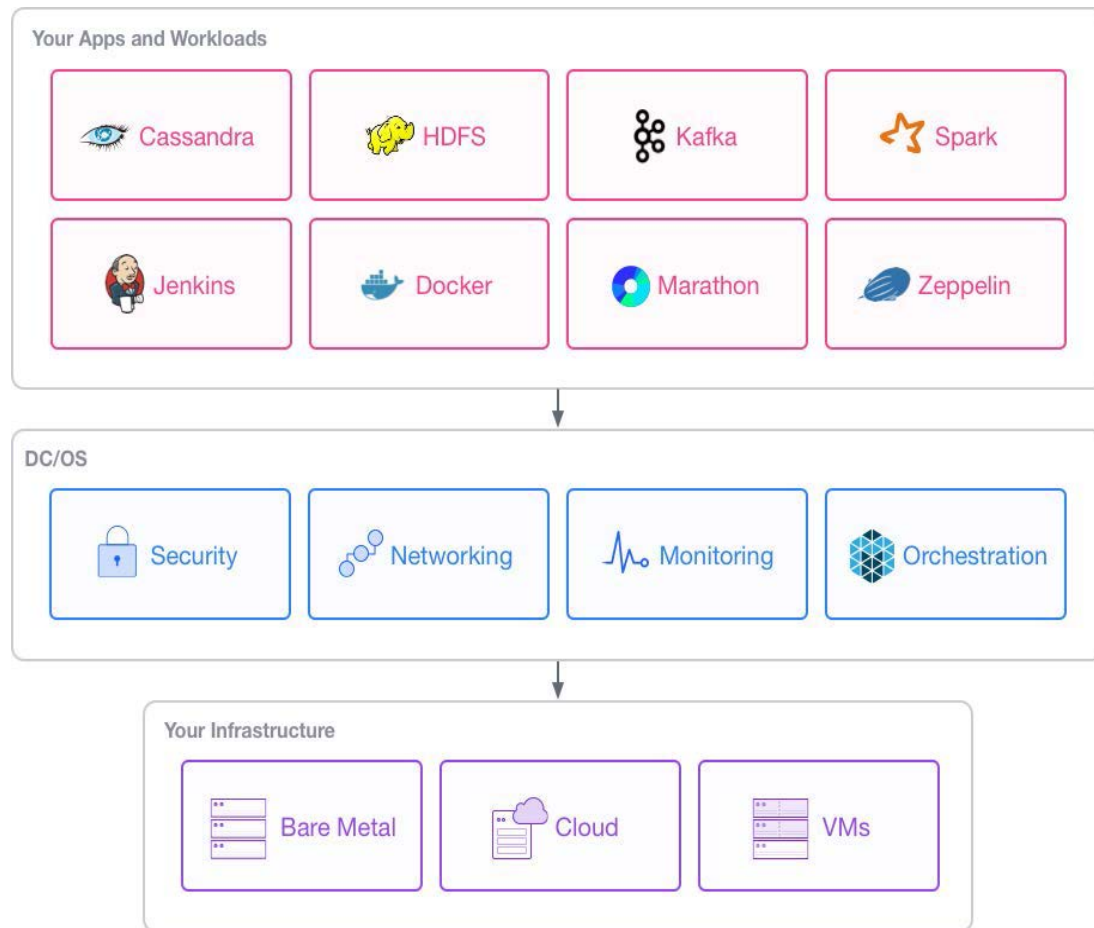 Your Apps and Workloads
Cassandra
HDFS
Kafka
Spark
Jenkins
Docker
Marathon
Zeppelin
DC/OS
Security
Networking
Monitoring
Orchestration
Your Infrastructure
Bare Metal
Cloud
VMs